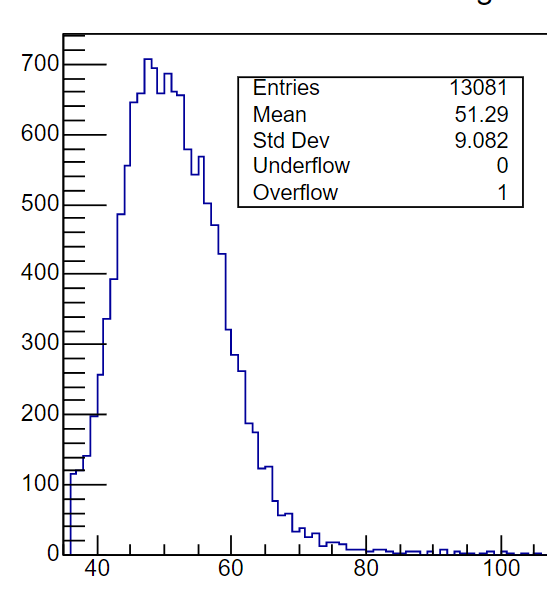 700
600
500
400
300
200
100
0
Entries 13081
Mean 51.29
Std Dev 9.082
Underflow 0
Overflow 1
40 60 80 100